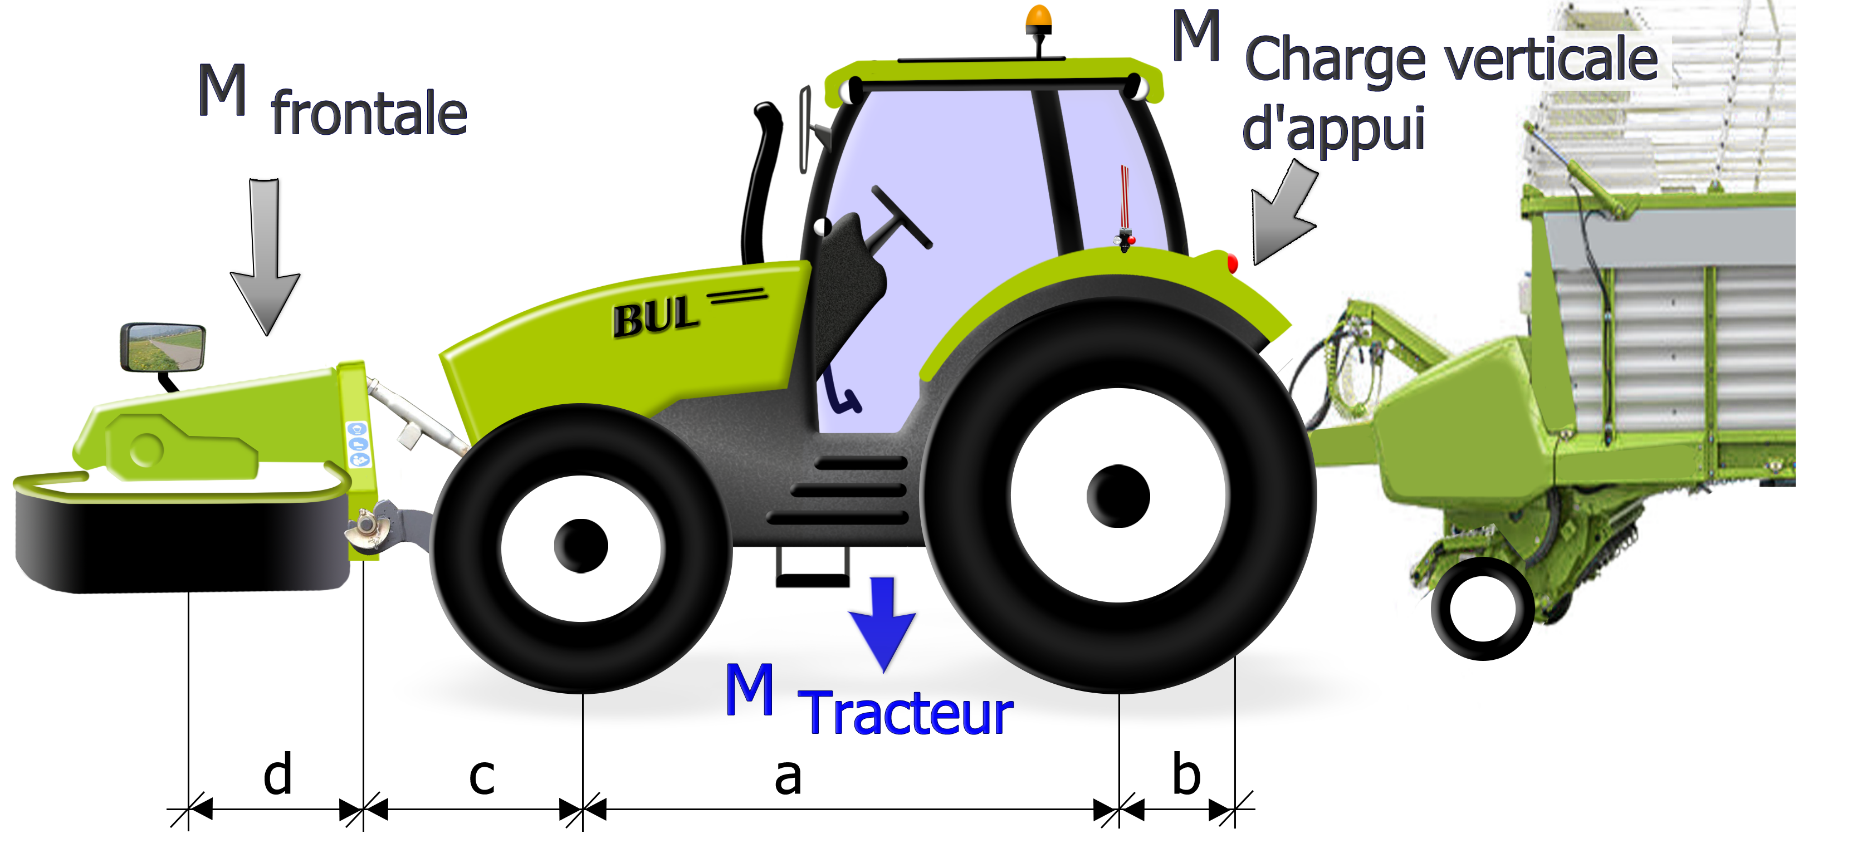 M frontale
M Charge verticale
d'appui
BUL
M Tracteur
d
c
a
b